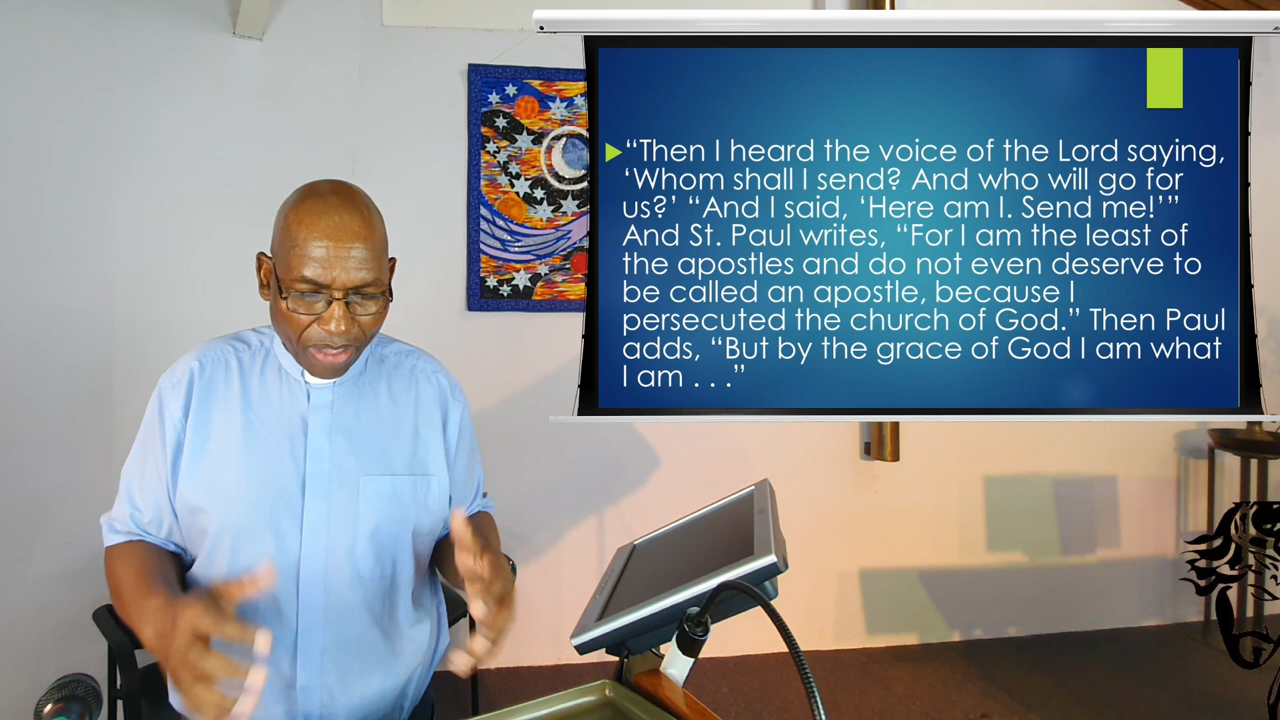 “Then I heard the voice of the Lord saying,
‘Whom shall I send? And who will go for
us?’ “And I said, ‘Here am I. Send me!’”
And St. Paul writes, “For I am the least of
the apostles and do not even deserve to
be called an apostle, because I
persecuted the church of God.” Then Paul
adds, “But by the grace of God I am what
I am . . .”